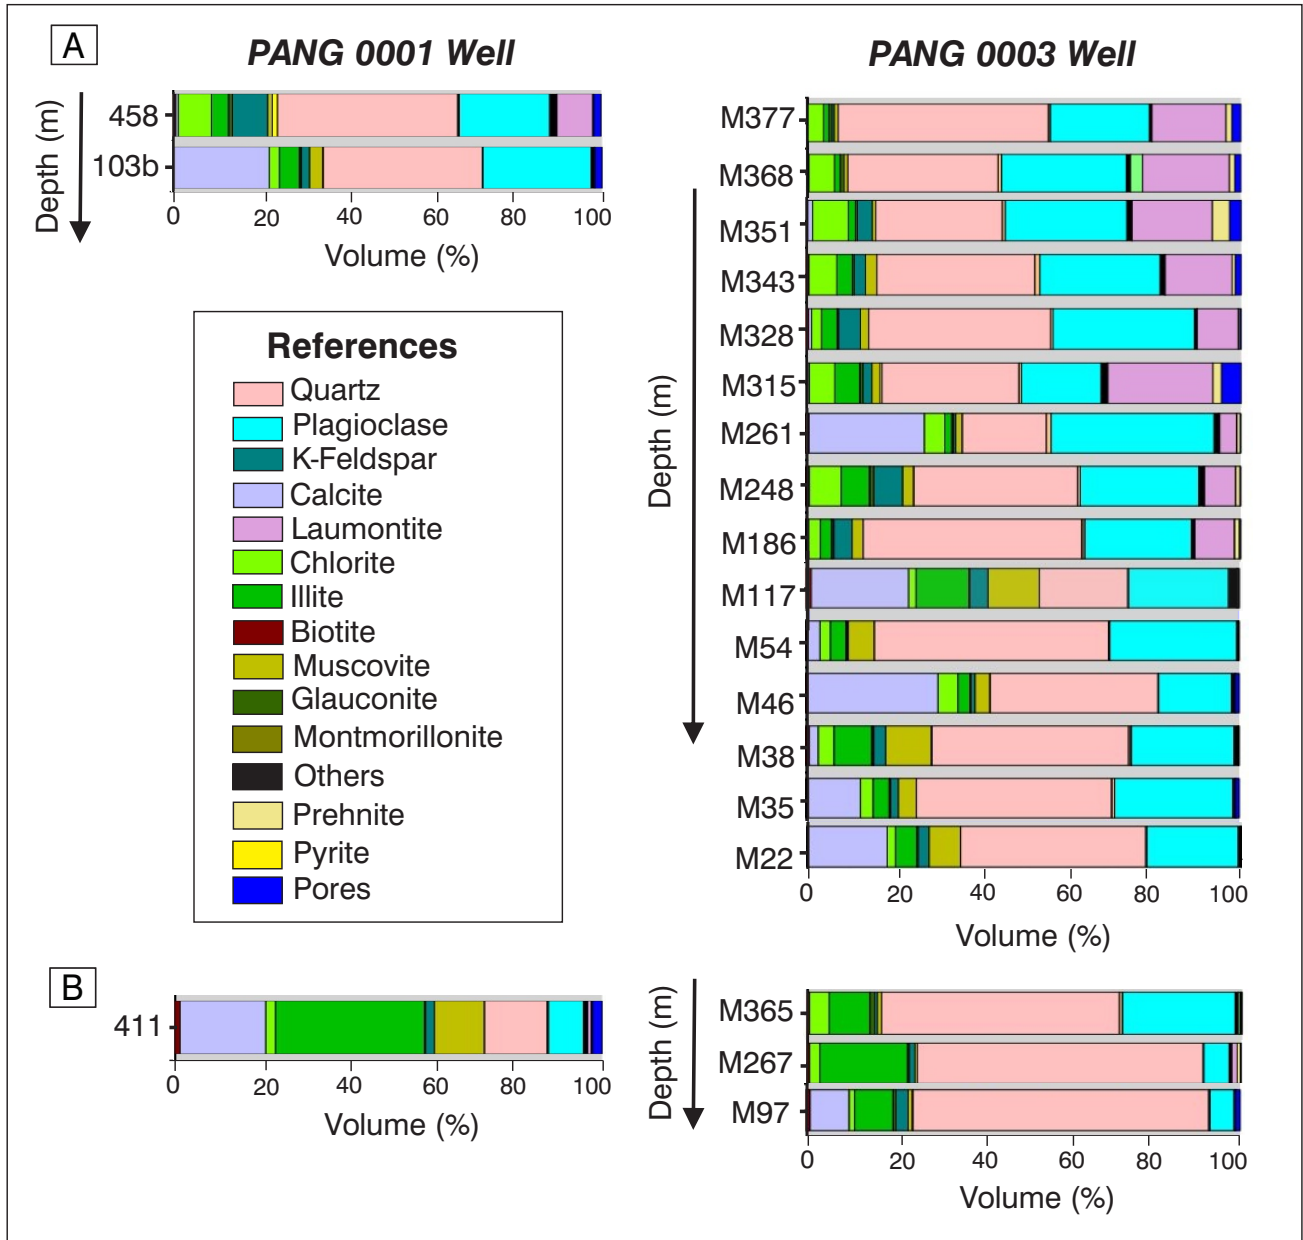 A
PANG 0001 Well
Depth (m)
458
103b
0 20 40 60 80 100
Volume (%)
References
Quartz
Plagioclase
K-Feldspar
Calcite
Laumontite
Chlorite
Illite
Biotite
Muscovite
Glauconite
Montmorillonite
Others
Prehnite
Pyrite
Pores
PANG 0003 Well
Depth (m)
M377
M368
M351
M343
M328
M315
M261
M248
M186
M117
M54
M46
M38
M35
M22
0 20 40 60 80 100
Volume (%)
B
411
0 20 40 60 80 100
Volume (%)
Depth (m)
M365
M267
M97
0 20 40 60 80 100
Volume (%)